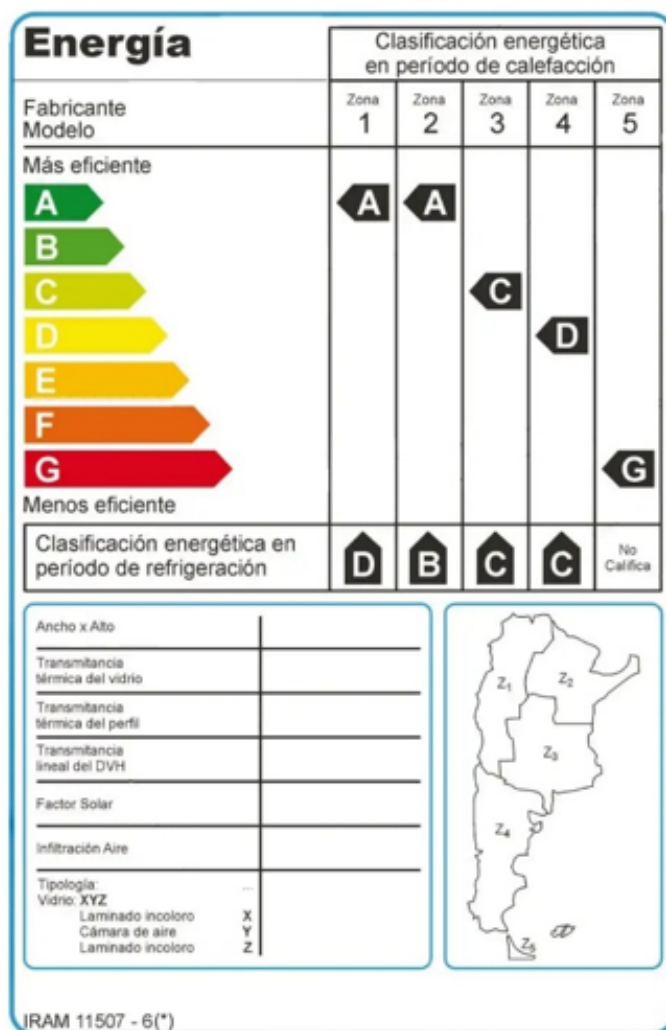 Energía
Clasificación energética
en período de calefacción
Fabricante
Modelo
Zona
1
Zona
2
Zona
3
Zona
4
Zona
5
Más eficiente
A
A
A
B
C
C
D
D
E
F
G
G
Menos eficiente
Clasificación energética en
período de refrigeración
D
B
C
C
No
Califica
Ancho x Alto
Transmitancia
térmica del vidrio
Transmitancia
térmica del perfil
Transmitancia
lineal del DVH
Factor Solar
Infiltración Aire
Tipología: ...
Vidrio: XYZ
Laminado incoloro X
Cámara de aire Y
Laminado incoloro Z
Z1
Z2
Z3
Z4
Z5
IRAM 11507 - 6(*)